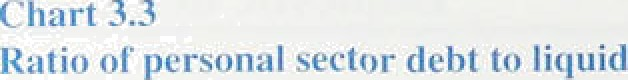 Chart 3.3
Ratio of personal sector debt to liquid